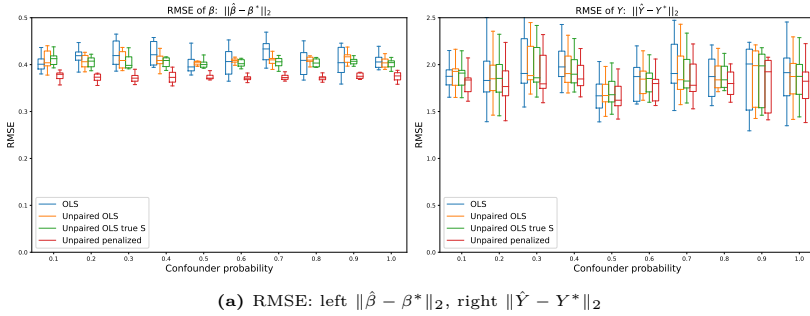 RMSE of β: ||β̂ − β*||₂
RMSE
0.5
0.4
0.3
0.2
0.1
0.0
OLS
Unpaired OLS
Unpaired OLS true S
Unpaired penalized
0.1 0.2 0.3 0.4 0.5 0.6 0.7 0.8 0.9 1.0
Confounder probability
RMSE of Y: ||Ŷ − Y*||₂
RMSE
2.5
2.0
1.5
1.0
0.5
0.0
OLS
Unpaired OLS
Unpaired OLS true S
Unpaired penalized
0.1 0.2 0.3 0.4 0.5 0.6 0.7 0.8 0.9 1.0
Confounder probability
(a) RMSE: left ‖β̂ − β*‖₂, right ‖Ŷ − Y*‖₂